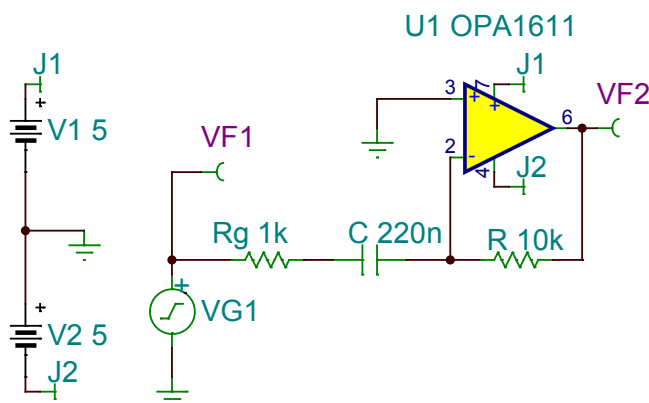 U1 OPA1611
J1
V1 5
VF1
3
+
7
+
J1
VF2
6
2
-
4
J2
Rg 1k
C 220n
R 10k
+
VG1
+
V2 5
J2
+